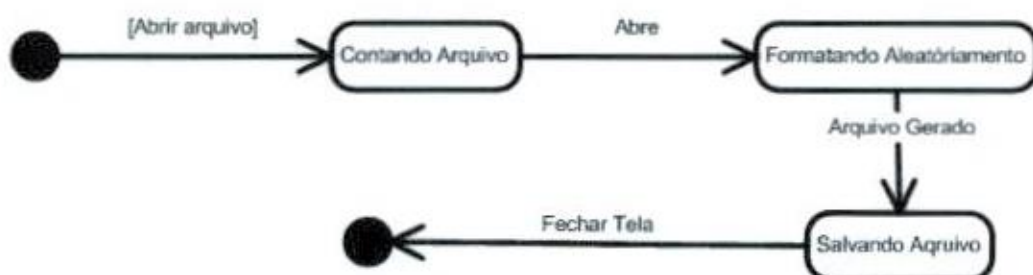 [Abrir arquivo]
Contando Arquivo
Abre
Formatando Aleatóriamento
Arquivo Gerado
Salvando Aqruivo
Fechar Tela